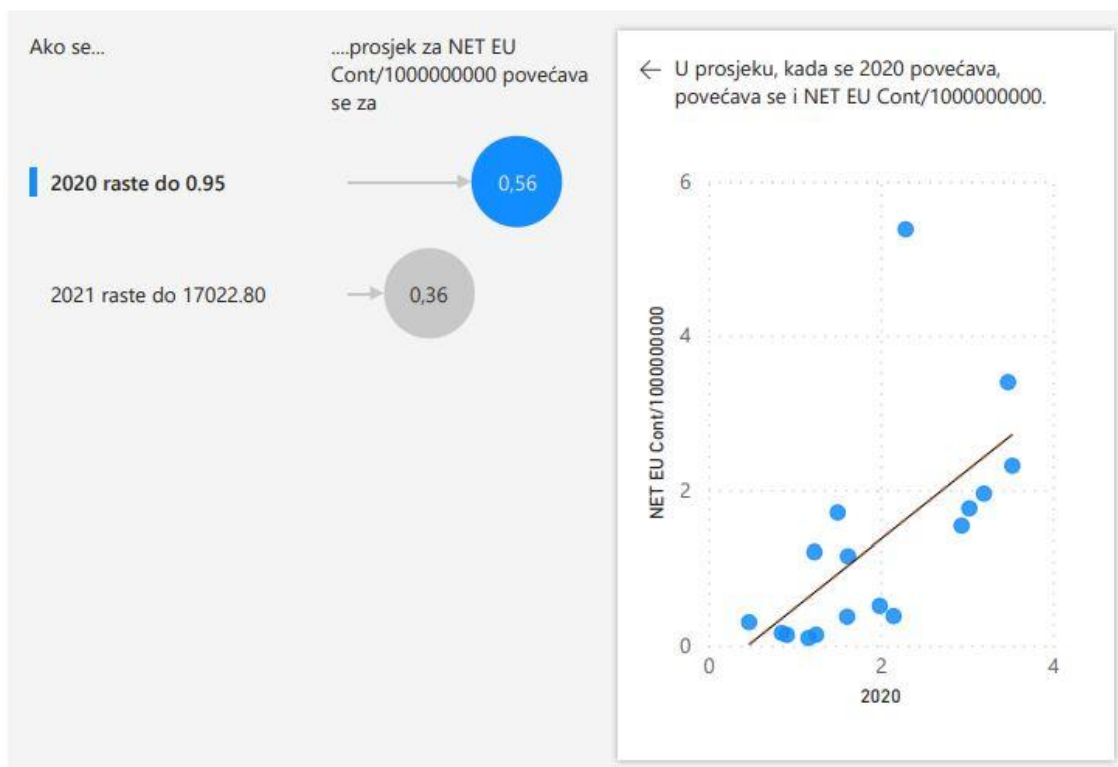 Ako se...
....prosjek za NET EU
Cont/1000000000 povećava
se za
2020 raste do 0.95
0,56
2021 raste do 17022.80
0,36
← U prosjeku, kada se 2020 povećava,
povećava se i NET EU Cont/1000000000.
NET EU Cont/1000000000
6
4
2
0
0
2
4
2020